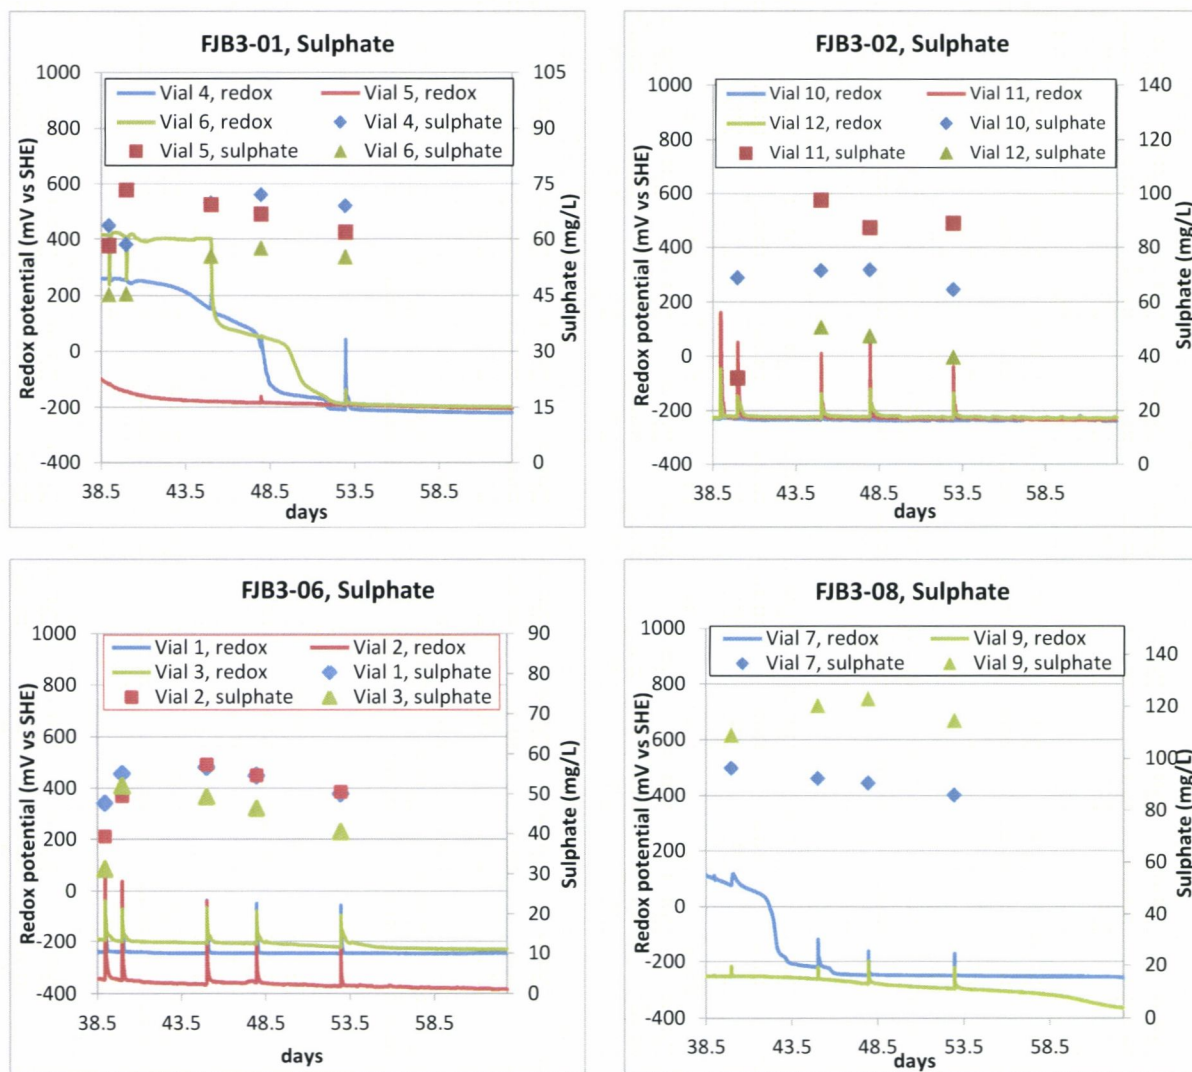 FJB3-01, Sulphate
1000
800
600
400
200
0
-200
-400
105
90
75
60
45
30
15
0
38.5 43.5 48.5 53.5 58.5
days
Redox potential (mV vs SHE)
Sulphate (mg/L)
Vial 4, redox Vial 5, redox
Vial 6, redox Vial 4, sulphate
Vial 5, sulphate Vial 6, sulphate
FJB3-02, Sulphate
1000
800
600
400
200
0
-200
-400
140
120
100
80
60
40
20
0
38.5 43.5 48.5 53.5 58.5
days
Redox potential (mV vs SHE)
Sulphate (mg/L)
Vial 10, redox Vial 11, redox
Vial 12, redox Vial 10, sulphate
Vial 11, sulphate Vial 12, sulphate
FJB3-06, Sulphate
1000
800
600
400
200
0
-200
-400
90
80
70
60
50
40
30
20
10
0
38.5 43.5 48.5 53.5 58.5
days
Redox potential (mV vs SHE)
Sulphate (mg/L)
Vial 1, redox Vial 2, redox
Vial 3, redox Vial 1, sulphate
Vial 2, sulphate Vial 3, sulphate
FJB3-08, Sulphate
1000
800
600
400
200
0
-200
-400
140
120
100
80
60
40
20
0
38.5 43.5 48.5 53.5 58.5
days
Redox potential (mV vs SHE)
Sulphate (mg/L)
Vial 7, redox Vial 9, redox
Vial 7, sulphate Vial 9, sulphate